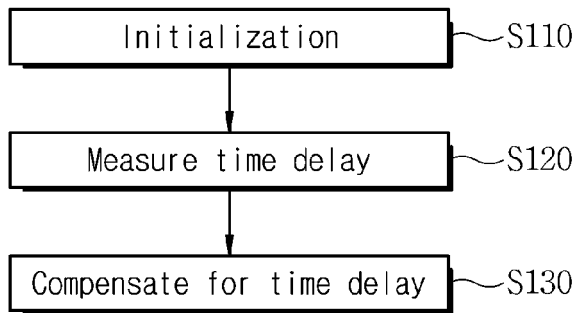 Initialization S110
Measure time delay S120
Compensate for time delay S130